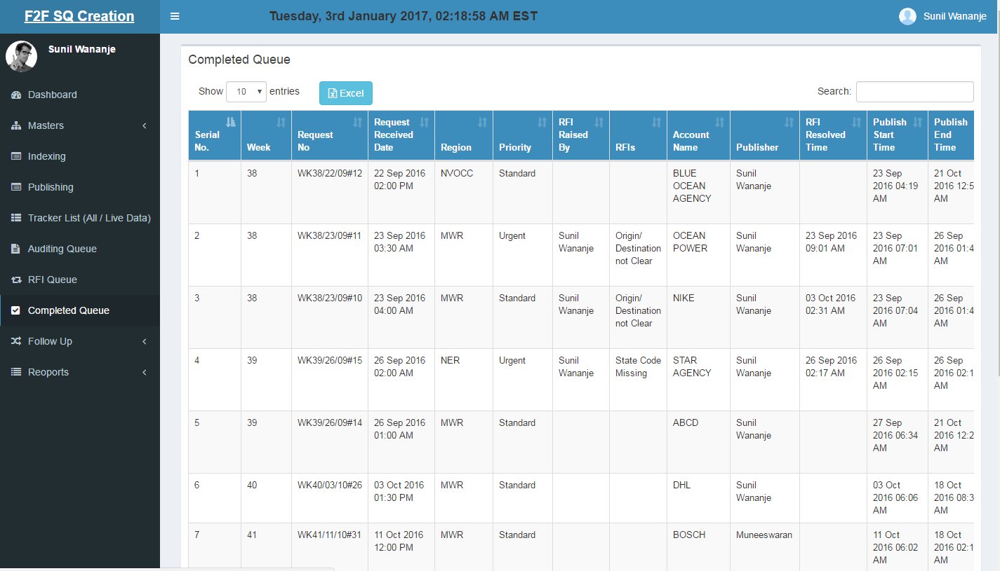 F2F SQ Creation
Tuesday, 3rd January 2017, 02:18:58 AM EST
Sunil Wananje
Sunil Wananje
Dashboard
Masters
Indexing
Publishing
Tracker List (All / Live Data)
Auditing Queue
RFI Queue
Completed Queue
Follow Up
Reoports
Completed Queue
Show 10 entries
Excel
Search:
Serial No. Week Request No Request Received Date Region Priority RFI Raised By RFIs Account Name Publisher RFI Resolved Time Publish Start Time Publish End Time
1 38 WK38/22/09#12 22 Sep 2016 02:00 PM NVOCC Standard BLUE OCEAN AGENCY Sunil Wananje 23 Sep 2016 04:19 AM 21 Oct 2016 12:5 AM
2 38 WK38/23/09#11 23 Sep 2016 03:30 AM MWR Urgent Sunil Wananje Origin/ Destination not Clear OCEAN POWER Sunil Wananje 23 Sep 2016 09:01 AM 23 Sep 2016 07:01 AM 26 Sep 2016 01:4 AM
3 38 WK38/23/09#10 23 Sep 2016 04:00 AM MWR Standard Sunil Wananje Origin/ Destination not Clear NIKE Sunil Wananje 03 Oct 2016 02:31 AM 23 Sep 2016 07:04 AM 26 Sep 2016 01:4 AM
4 39 WK39/26/09#15 26 Sep 2016 02:00 AM NER Urgent Sunil Wananje State Code Missing STAR AGENCY Sunil Wananje 26 Sep 2016 02:17 AM 26 Sep 2016 02:15 AM 26 Sep 2016 02:1 AM
5 39 WK39/26/09#14 26 Sep 2016 01:00 AM MWR Standard ABCD Sunil Wananje 27 Sep 2016 06:34 AM 21 Oct 2016 12:2 AM
6 40 WK40/03/10#26 03 Oct 2016 01:30 PM MWR Standard DHL Sunil Wananje 03 Oct 2016 06:06 AM 18 Oct 2016 08:3 AM
7 41 WK41/11/10#31 11 Oct 2016 12:00 PM MWR Standard BOSCH Muneeswaran 11 Oct 2016 06:02 AM 18 Oct 2016 02:1 AM